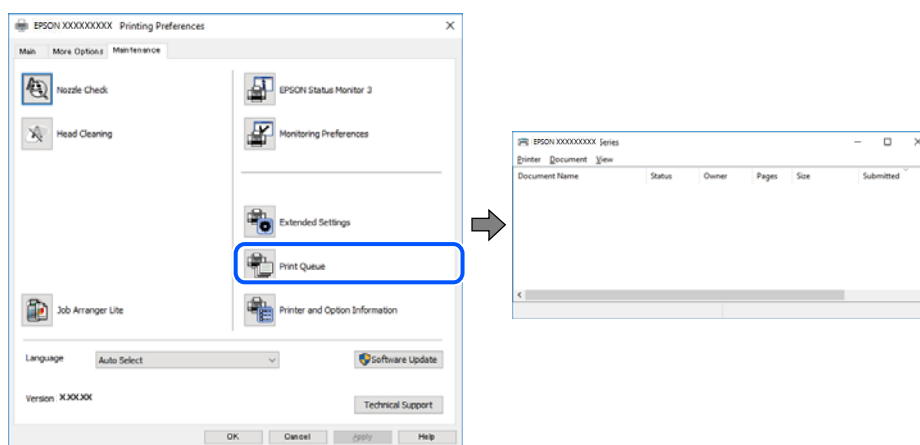 EPSON XXXXXXXXX Printing Preferences
Main More Options Maintenance
Nozzle Check EPSON Status Monitor 3
Head Cleaning Monitoring Preferences
Extended Settings
Print Queue
Job Arranger Lite Printer and Option Information
Language Auto Select Software Update
Version X.XX.XX
Technical Support
OK Cancel Apply Help
EPSON XXXXXXXXX Series
Printer Document View
Document Name Status Owner Pages Size Submitted